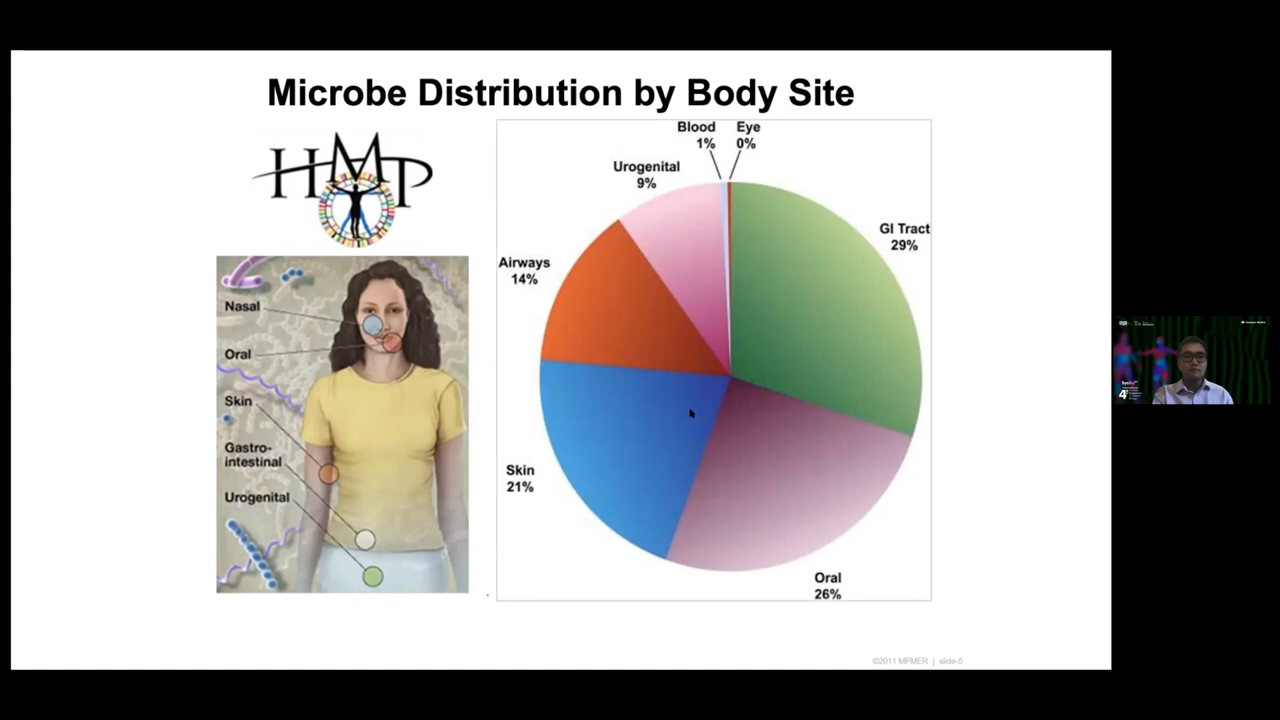 Microbe Distribution by Body Site
HMP
Nasal
Oral
Skin
Gastro-
intestinal
Urogenital
Blood
1%
Eye
0%
Urogenital
9%
GI Tract
29%
Airways
14%
Skin
21%
Oral
26%
©2011 MFMER | slide-5
4